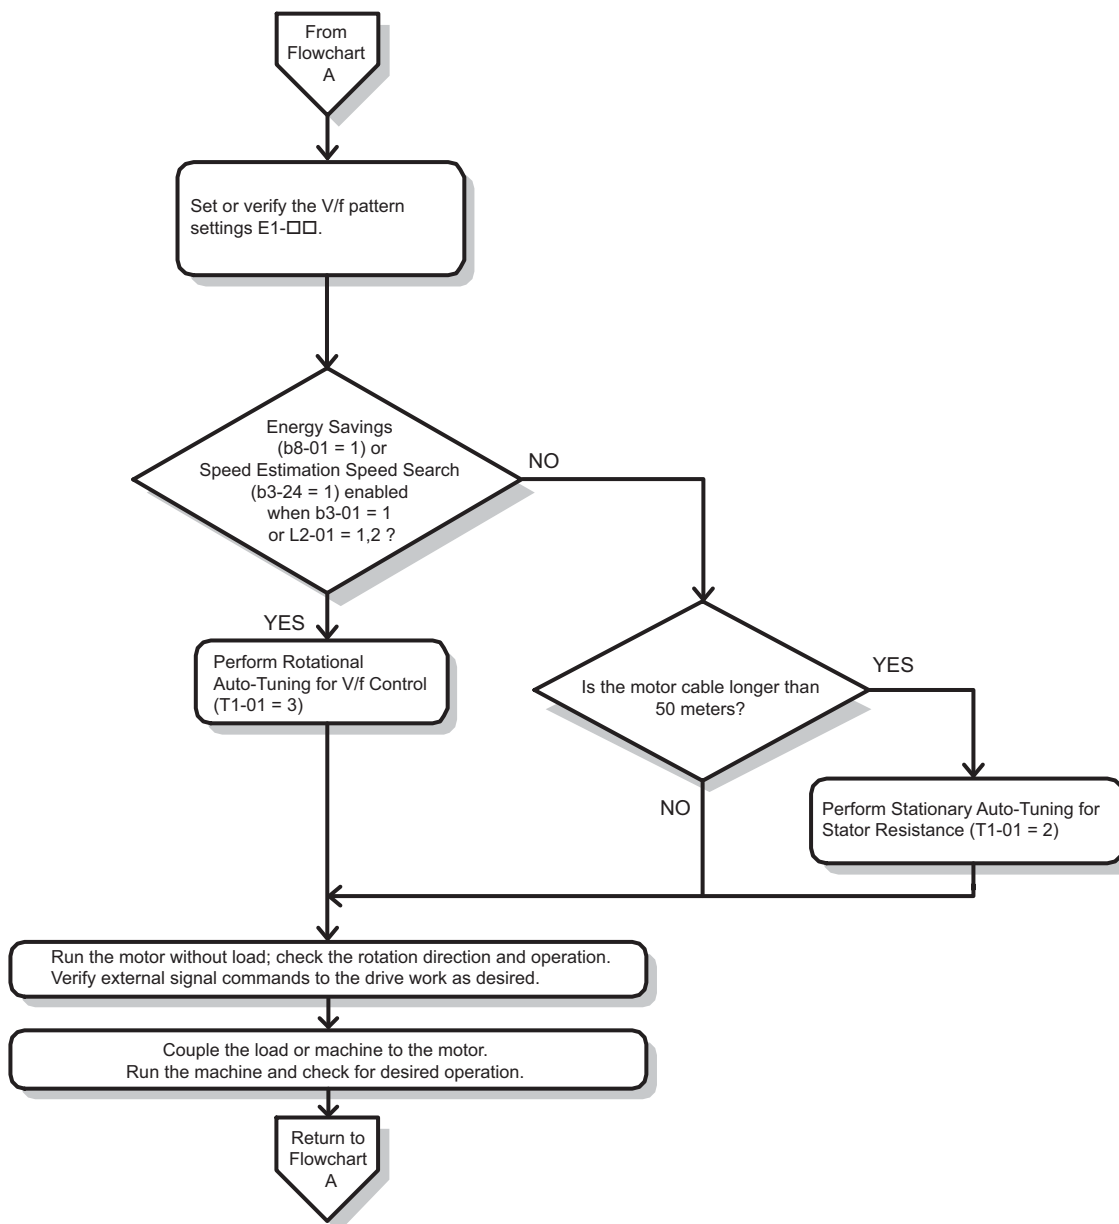 From
Flowchart
A
Set or verify the V/f pattern
settings E1-□□.
Energy Savings
(b8-01 = 1) or
Speed Estimation Speed Search
(b3-24 = 1) enabled
when b3-01 = 1
or L2-01 = 1,2 ?
NO
YES
Perform Rotational
Auto-Tuning for V/f Control
(T1-01 = 3)
Is the motor cable longer than
50 meters?
YES
NO
Perform Stationary Auto-Tuning for
Stator Resistance (T1-01 = 2)
Run the motor without load; check the rotation direction and operation.
Verify external signal commands to the drive work as desired.
Couple the load or machine to the motor.
Run the machine and check for desired operation.
Return to
Flowchart
A